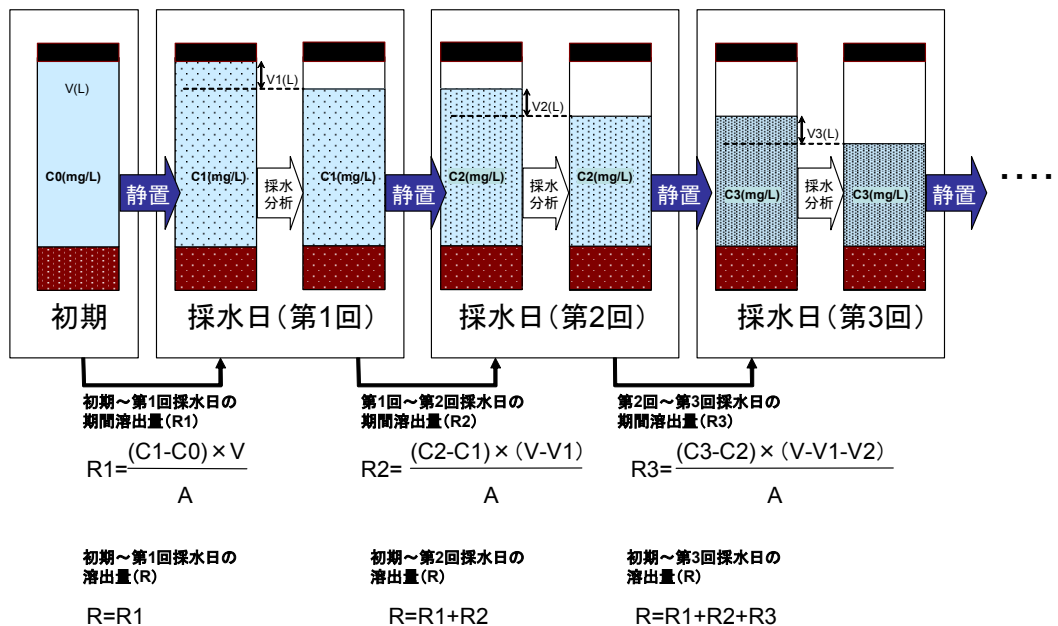 V(L)
C0(mg/L)
静置
初期
V1(L)
C1(mg/L)
採水
分析
C1(mg/L)
採水日（第1回）
静置
V2(L)
C2(mg/L)
採水
分析
C2(mg/L)
採水日（第2回）
静置
V3(L)
C3(mg/L)
採水
分析
C3(mg/L)
採水日（第3回）
静置
････
初期～第1回採水日の
期間溶出量（R1）
R1=(C1-C0)×V
A
第1回～第2回採水日の
期間溶出量（R2）
R2=(C2-C1)×（V-V1)
A
第2回～第3回採水日の
期間溶出量（R3）
R3=(C3-C2)×（V-V1-V2）
A
初期～第1回採水日の
溶出量（R）
R=R1
初期～第2回採水日の
溶出量（R）
R=R1+R2
初期～第3回採水日の
溶出量（R）
R=R1+R2+R3